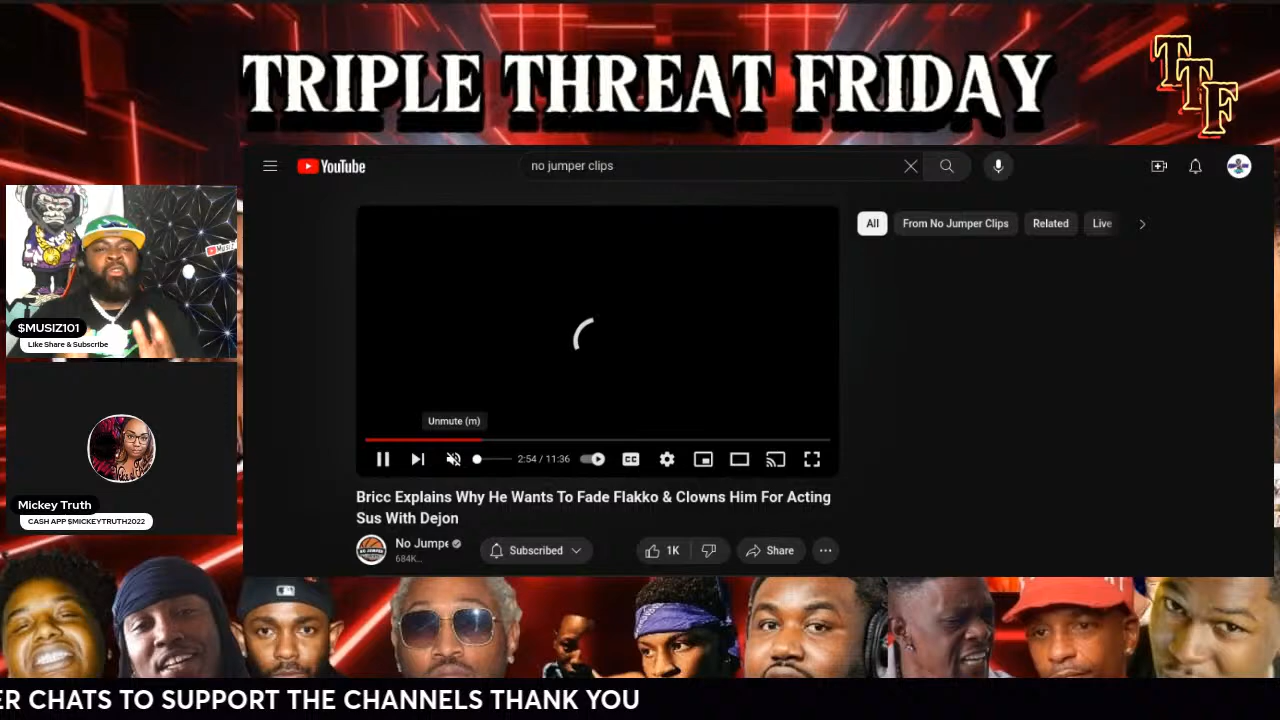 TRIPLE THREAT FRIDAY
TTF
YouTube
no jumper clips
All
From No Jumper Clips
Related
Live
$MUSIZ101
Like Share & Subscribe
Unmute (m)
2:54 / 11:36
CC
Bricc Explains Why He Wants To Fade Flakko & Clowns Him For Acting
Sus With Dejon
Mickey Truth
CASH APP $MICKEYTRUTH2022
No Jumpe
684K...
Subscribed
1K
Share
ER CHATS TO SUPPORT THE CHANNELS THANK YOU